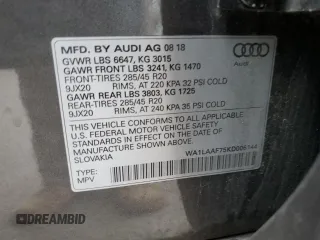 MFD. BY AUDI AG 08 18
GVWR LBS 6647, KG 3015
GAWR FRONT LBS 3241, KG 1470
FRONT-TIRES 285/45 R20
9JX20 RIMS, AT 220 KPA 32 PSI COLD
GAWR REAR LBS 3803, KG 1725
REAR-TIRES 285/45 R20
9JX20 RIMS, AT 240 KPA 35 PSI COLD
THIS VEHICLE CONFORMS TO ALL APPLICABLE
U.S. FEDERAL MOTOR VEHICLE
SAFETY STANDARDS IN EFFECT
ON THE DATE OF MANUFACTURE
SHOWN ABOVE.
SLOVAKIA
TYPE:
MPV
DREAMBID